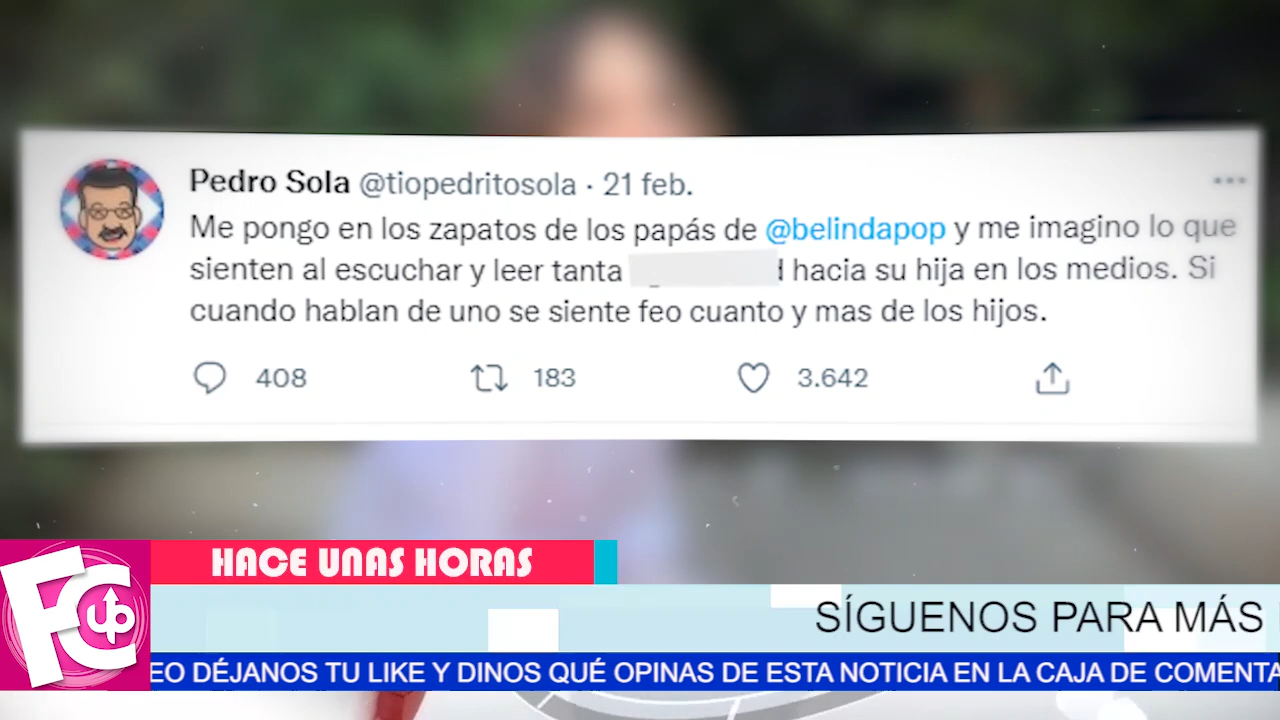 Pedro Sola @tiopedritosola · 21 feb.
Me pongo en los zapatos de los papás de @belindapop y me imagino lo que
sienten al escuchar y leer tanta hacia su hija en los medios. Si
cuando hablan de uno se siente feo cuanto y mas de los hijos.
408 183 3.642
HACE UNAS HORAS
FC up
SÍGUENOS PARA MÁS
EO DÉJANOS TU LIKE Y DINOS QUÉ OPINAS DE ESTA NOTICIA EN LA CAJA DE COMENTA